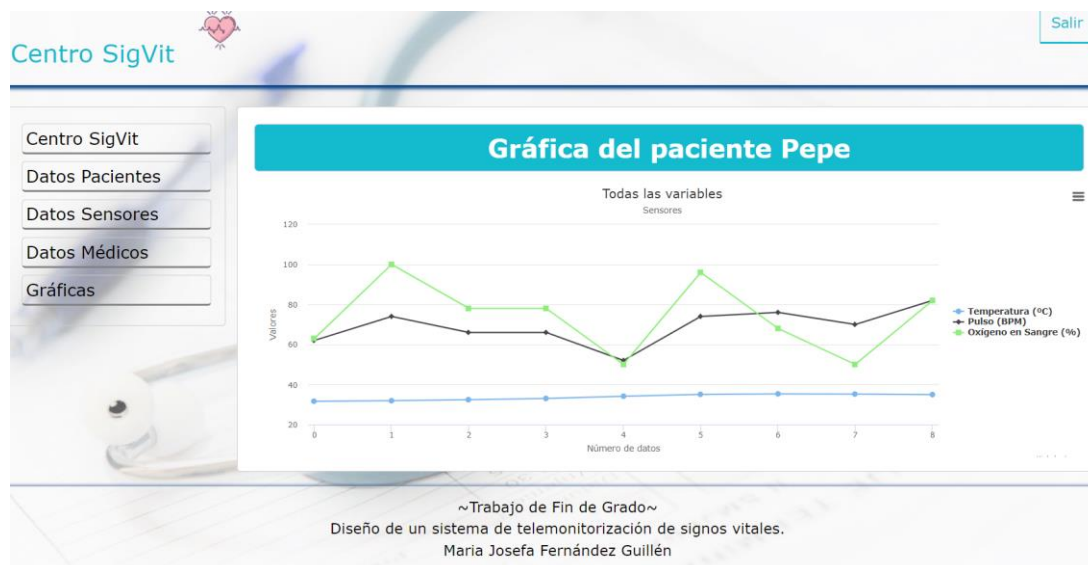 Centro SigVit
Salir
Centro SigVit
Datos Pacientes
Datos Sensores
Datos Médicos
Gráficas
Gráfica del paciente Pepe
Todas las variables
Sensores
120
100
80
60
40
20
Valores
0 1 2 3 4 5 6 7 8
Número de datos
Temperatura (ºC)
Pulso (BPM)
Oxígeno en Sangre (%)
~Trabajo de Fin de Grado~
Diseño de un sistema de telemonitorización de signos vitales.
Maria Josefa Fernández Guillén